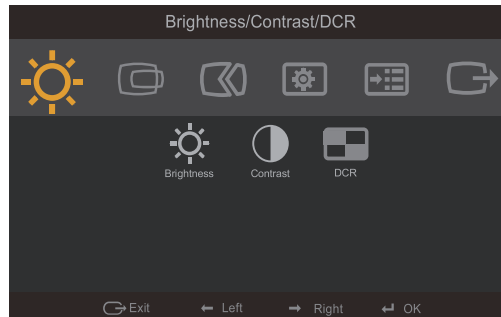 Brightness/Contrast/DCR
Brightness Contrast DCR
Exit Left Right OK